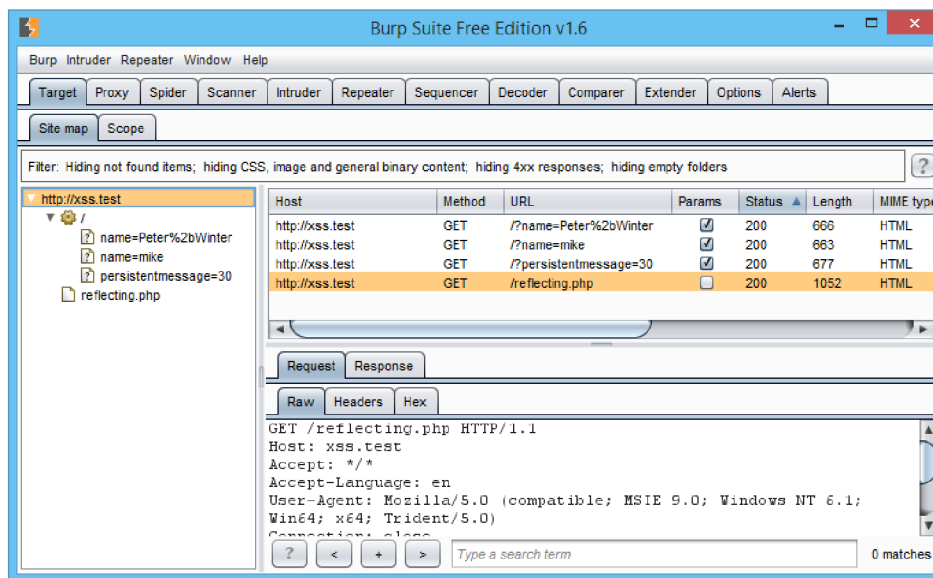 Burp Suite Free Edition v1.6
Burp Intruder Repeater Window Help
Target Proxy Spider Scanner Intruder Repeater Sequencer Decoder Comparer Extender Options Alerts
Site map Scope
Filter: Hiding not found items; hiding CSS, image and general binary content; hiding 4xx responses; hiding empty folders ?
http://xss.test
/
name=Peter%2bWinter
name=mike
persistentmessage=30
reflecting.php
Host Method URL Params Status Length MIME type
http://xss.test GET /?name=Peter%2bWinter 200 666 HTML
http://xss.test GET /?name=mike 200 663 HTML
http://xss.test GET /?persistentmessage=30 200 677 HTML
http://xss.test GET /reflecting.php 200 1052 HTML
Request Response
Raw Headers Hex
GET /reflecting.php HTTP/1.1
Host: xss.test
Accept: */*
Accept-Language: en
User-Agent: Mozilla/5.0 (compatible; MSIE 9.0; Windows NT 6.1;
Win64; x64; Trident/5.0)
Connection: close
? < + > Type a search term 0 matches